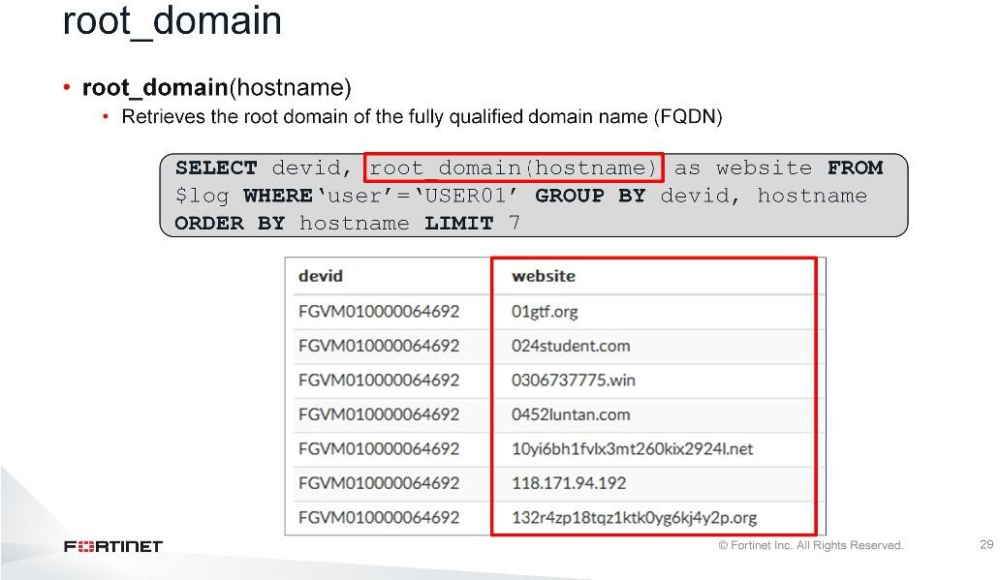 root_domain
• root_domain(hostname)
• Retrieves the root domain of the fully qualified domain name (FQDN)
SELECT devid, root_domain(hostname) as website FROM
$log WHERE‘user’=‘USER01’ GROUP BY devid, hostname
ORDER BY hostname LIMIT 7
devid website
FGVM010000064692 01gtf.org
FGVM010000064692 024student.com
FGVM010000064692 0306737775.win
FGVM010000064692 0452luntan.com
FGVM010000064692 10yi6bh1fvlx3mt260kix2924l.net
FGVM010000064692 118.171.94.192
FGVM010000064692 132r4zp18tqz1ktk0yg6kj4y2p.org
FORTINET © Fortinet Inc. All Rights Reserved. 29